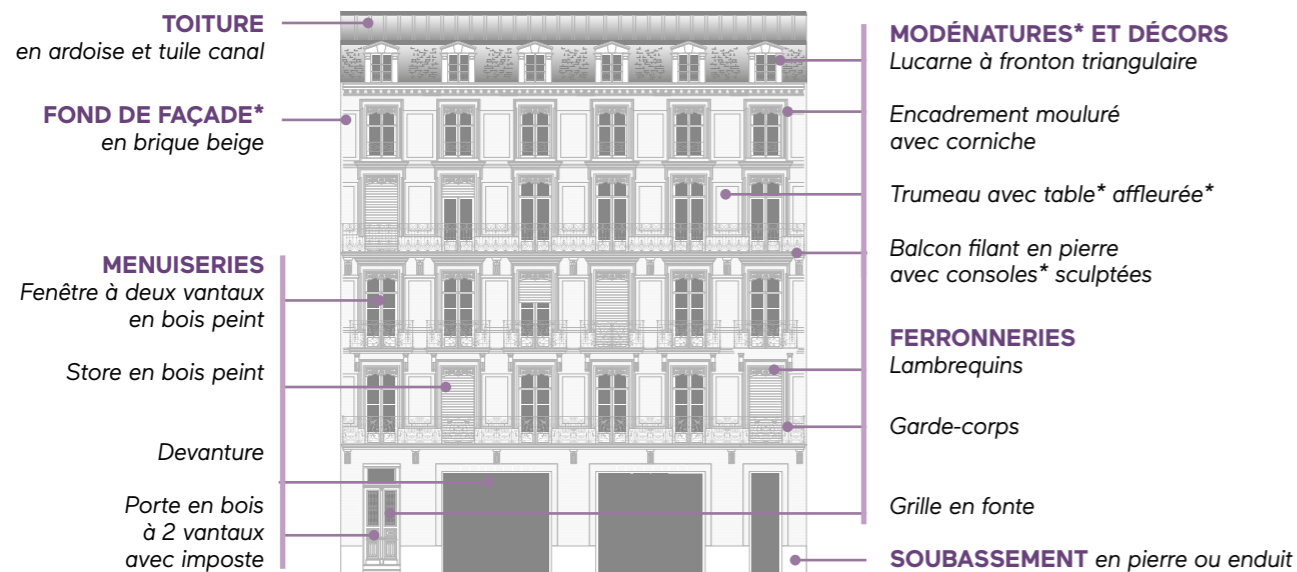 TOITURE
en ardoise et tuile canal
FOND DE FAÇADE*
en brique beige
MENUISERIES
Fenêtre à deux vantaux
en bois peint
Store en bois peint
Devanture
Porte en bois
à 2 vantaux
avec imposte
MODÉNATURES* ET DÉCORS
Lucarne à fronton triangulaire
Encadrement mouluré
avec corniche
Trumeau avec table* affleurée*
Balcon filant en pierre
avec consoles* sculptées
FERRONNERIES
Lambrequins
Garde-corps
Grille en fonte
SOUBASSEMENT en pierre ou enduit